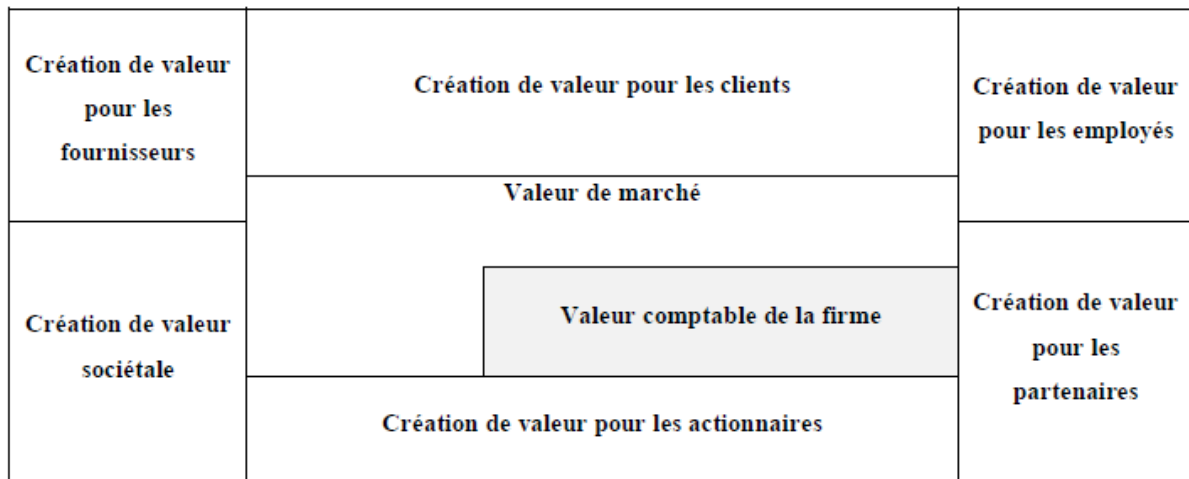 Création de valeur
pour les
fournisseurs
Création de valeur pour les clients
Création de valeur
pour les employés
Valeur de marché
Valeur comptable de la firme
Création de valeur
sociétale
Création de valeur
pour les
partenaires
Création de valeur pour les actionnaires